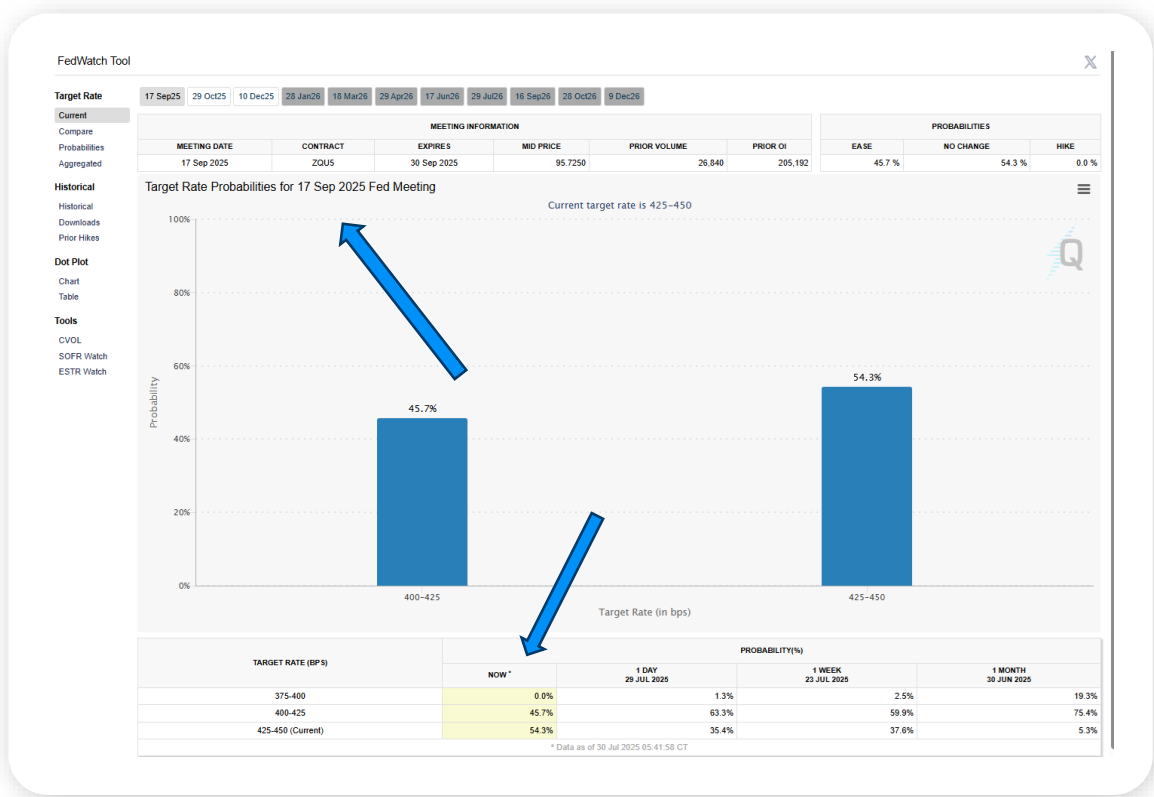 FedWatch Tool
Target Rate
Current
Compare
Probabilities
Aggregated
Historical
Historical
Downloads
Prior Hikes
Dot Plot
Chart
Table
Tools
CVOL
SOFR Watch
ESTR Watch
17 Sep25 29 Oct25 10 Dec25 28 Jan26 18 Mar26 29 Apr26 17 Jun26 29 Jul26 16 Sep26 28 Oct26 9 Dec26
MEETING INFORMATION
MEETING DATE CONTRACT EXPIRES MID PRICE PRIOR VOLUME PRIOR OI
17 Sep 2025 ZQU5 30 Sep 2025 95.7250 26,840 205,192
PROBABILITIES
EASE NO CHANGE HIKE
45.7 % 54.3 % 0.0 %
Target Rate Probabilities for 17 Sep 2025 Fed Meeting
Current target rate is 425-450
Q
Probability
100%
80%
60%
40%
20%
0%
45.7%
54.3%
400-425 425-450
Target Rate (in bps)
TARGET RATE (BPS) PROBABILITY(%)
NOW * 1 DAY 1 WEEK 1 MONTH
29 JUL 2025 23 JUL 2025 30 JUN 2025
375-400 0.0% 1.3% 2.5% 19.3%
400-425 45.7% 63.3% 59.9% 75.4%
425-450 (Current) 54.3% 35.4% 37.6% 5.3%
* Data as of 30 Jul 2025 05:41:58 CT